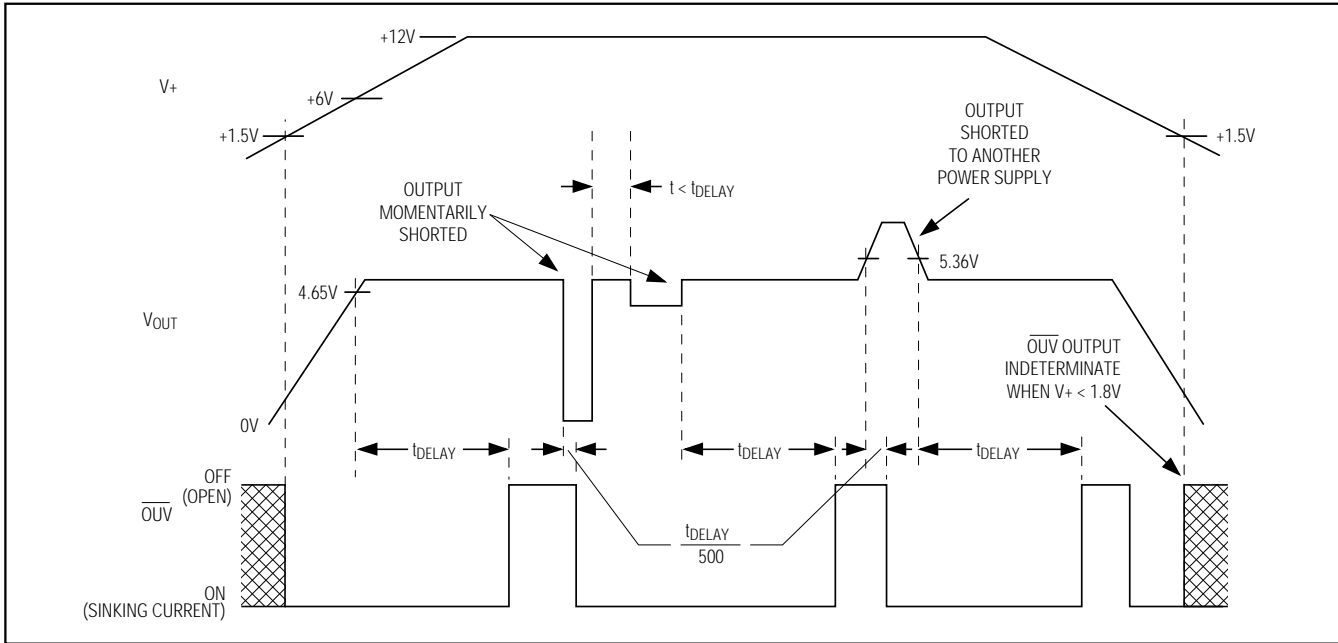 +12V
V+
+6V
+1.5V
OUTPUT
SHORTED
TO ANOTHER
POWER SUPPLY
+1.5V
OUTPUT
MOMENTARILY
SHORTED
t < tDELAY
4.65V
5.36V
VOUT
OUV OUTPUT
INDETERMINATE
WHEN V+ < 1.8V
0V
tDELAY
tDELAY
tDELAY
OFF
(OPEN)
OUV
tDELAY
500
ON
(SINKING CURRENT)